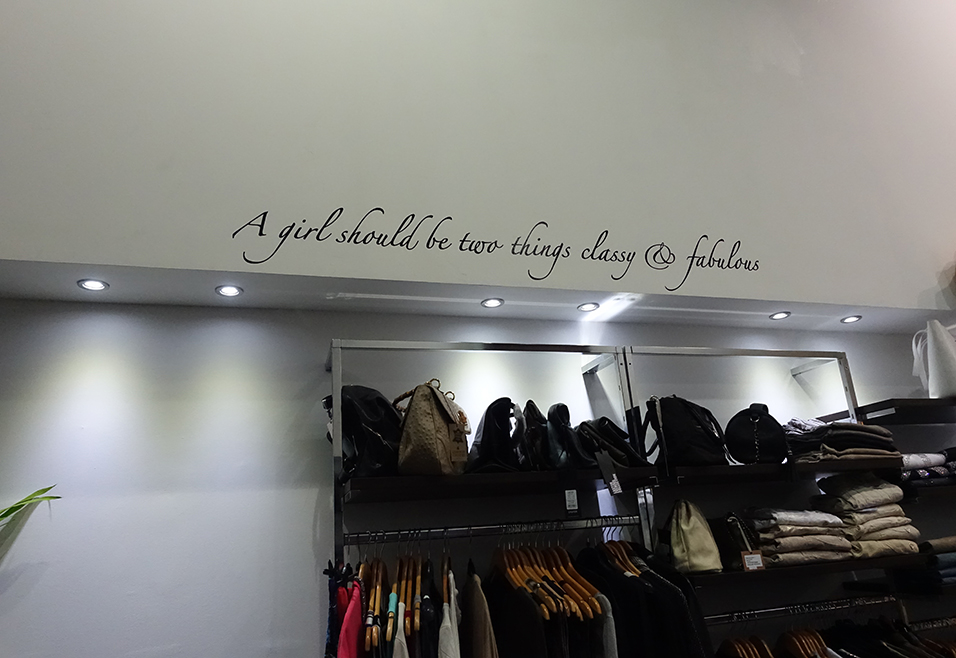 A girl should be two things classy & fabulous